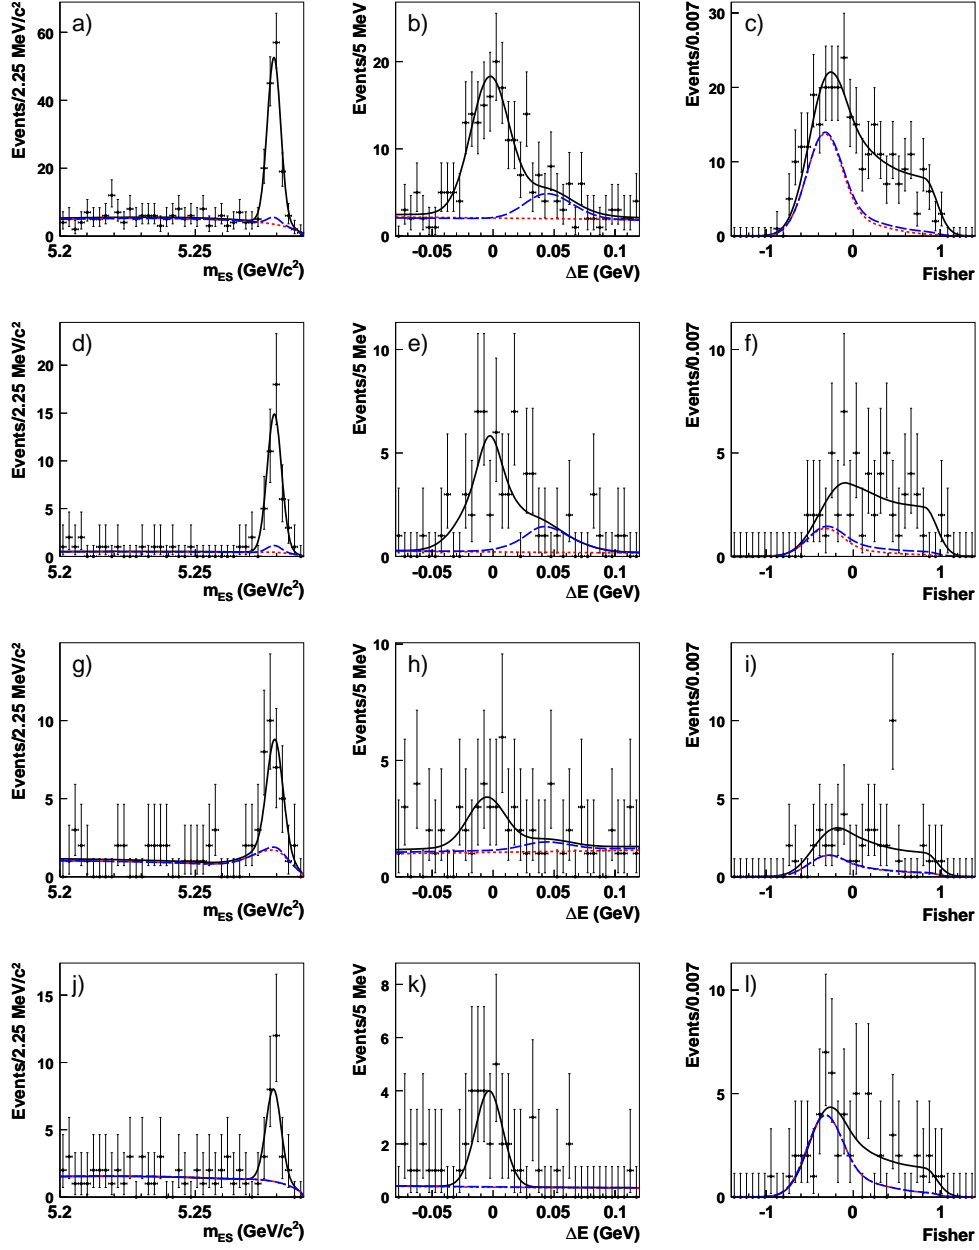 a)
Events/2.25 MeV/c²
60
40
20
0
5.2
5.25
m_ES (GeV/c²)
b)
Events/5 MeV
20
10
0
-0.05
0
0.05
0.1
ΔE (GeV)
c)
Events/0.007
30
20
10
0
-1
0
1
Fisher
d)
Events/2.25 MeV/c²
20
15
10
5
0
5.2
5.25
m_ES (GeV/c²)
e)
Events/5 MeV
10
5
0
-0.05
0
0.05
0.1
ΔE (GeV)
f)
Events/0.007
10
5
0
-1
0
1
Fisher
g)
Events/2.25 MeV/c²
10
5
0
5.2
5.25
m_ES (GeV/c²)
h)
Events/5 MeV
10
5
0
-0.05
0
0.05
0.1
ΔE (GeV)
i)
Events/0.007
10
5
0
-1
0
1
Fisher
j)
Events/2.25 MeV/c²
15
10
5
0
5.2
5.25
m_ES (GeV/c²)
k)
Events/5 MeV
8
6
4
2
0
-0.05
0
0.05
0.1
ΔE (GeV)
l)
Events/0.007
10
5
0
-1
0
1
Fisher